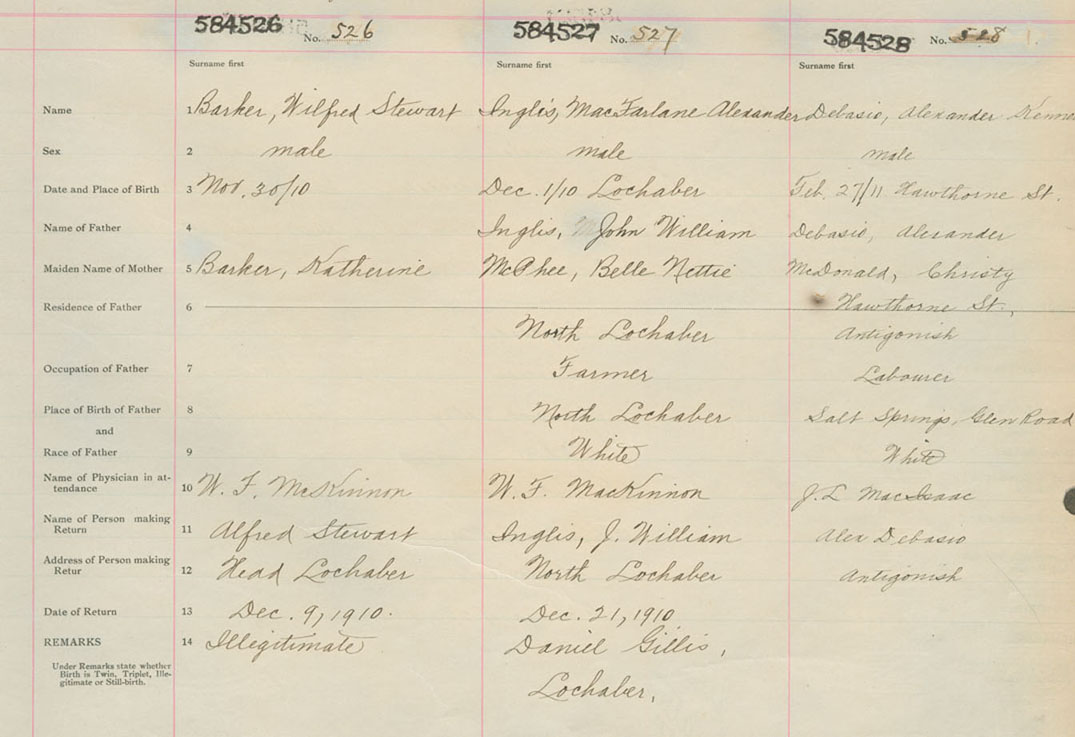 584526 No. 526 584527 No. 527 584528 No. 528
Surname first Surname first Surname first
Name 1 Barker, Wilfred Stewart Inglis, MacFarlane Alexander Debasio, Alexander
Sex 2 male male male
Date and Place of Birth 3 Nov. 30/10 Dec. 1/10 Lochaber Feb. 27/11 Hawthorne St.
Name of Father 4 Inglis, John William Debasio, Alexander
Maiden Name of Mother 5 Barker, Katherine McPhee, Belle Nettie McDonald, Christy
Residence of Father 6 Hawthorne St.,
North Lochaber Antigonish
Occupation of Father 7 Farmer Labourer
Place of Birth of Father 8 North Lochaber Salt Springs, Glen Road
and
Race of Father 9 White White
Name of Physician in at-
tendance 10 W. F. McKinnon W. F. MacKinnon J. L MacIsaac
Name of Person making
Return 11 Alfred Stewart Inglis, J. William Alex Debasio
Address of Person making
Retur 12 Head Lochaber North Lochaber Antigonish
Date of Return 13 Dec. 9, 1910. Dec. 21, 1910
REMARKS 14 Illegitimate Daniel Gillis,
Under Remarks state whether
Birth is Twin, Triplet, Ille-
gitimate or Still-birth.
Lochaber,